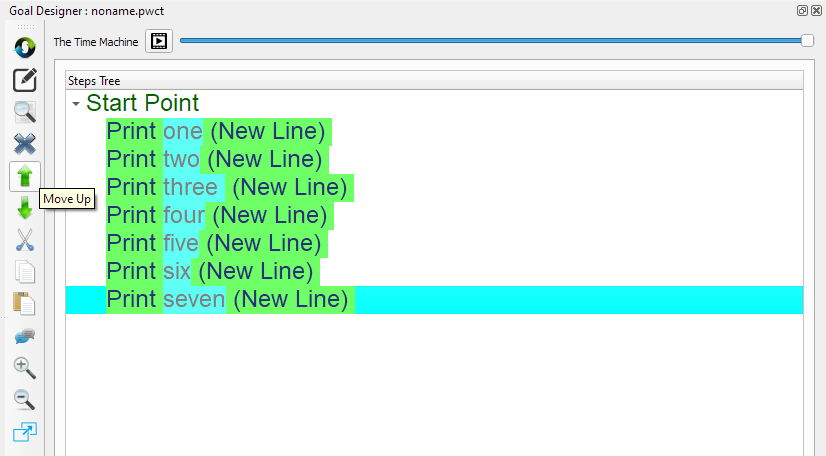 Goal Designer : noname.pwct
The Time Machine
Steps Tree
Start Point
Print one (New Line)
Print two (New Line)
Print three (New Line)
Print four (New Line)
Print five (New Line)
Print six (New Line)
Print seven (New Line)
Move Up